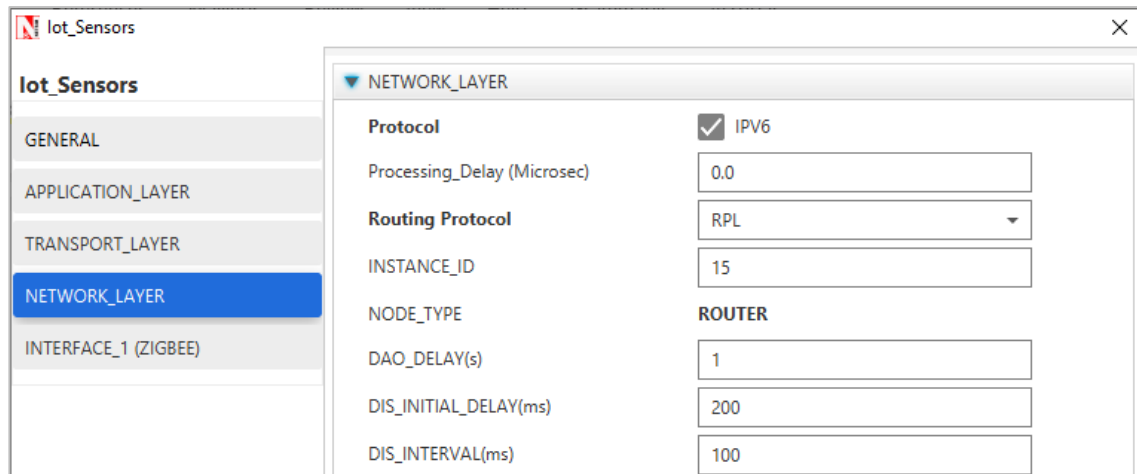 Iot_Sensors
Iot_Sensors
GENERAL
APPLICATION_LAYER
TRANSPORT_LAYER
NETWORK_LAYER
INTERFACE_1 (ZIGBEE)
NETWORK_LAYER
Protocol IPV6
Processing_Delay (Microsec) 0.0
Routing Protocol RPL
INSTANCE_ID 15
NODE_TYPE ROUTER
DAO_DELAY(s) 1
DIS_INITIAL_DELAY(ms) 200
DIS_INTERVAL(ms) 100